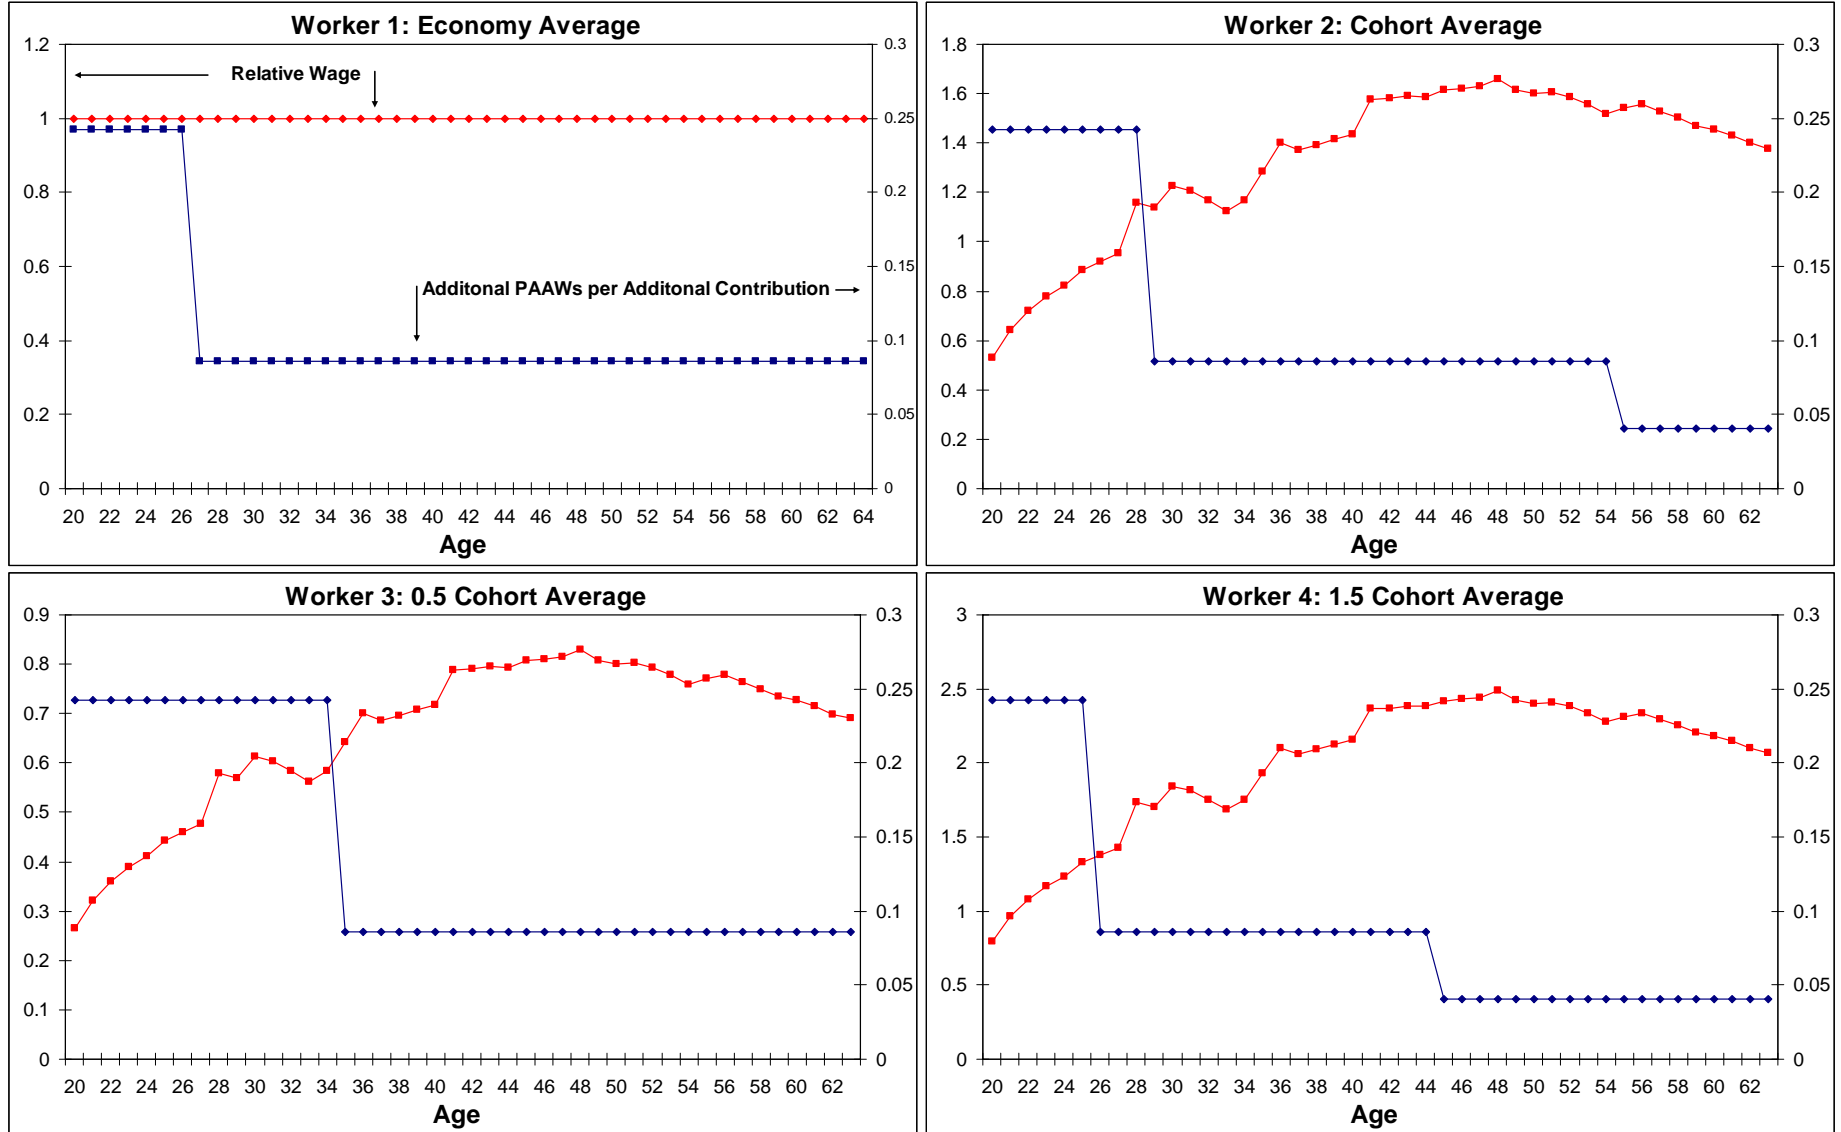 Worker 1: Economy Average
1.2 0.3
Relative Wage
1 0.25
0.8 0.2
0.6 0.15
Additonal PAAWs per Additonal Contribution
0.4 0.1
0.2 0.05
0 0
20 22 24 26 28 30 32 34 36 38 40 42 44 46 48 50 52 54 56 58 60 62 64
Age
Worker 2: Cohort Average
1.8 0.3
1.6 0.25
1.4
1.2 0.2
1 0.15
0.8
0.6 0.1
0.4 0.05
0.2
0 0
20 22 24 26 28 30 32 34 36 38 40 42 44 46 48 50 52 54 56 58 60 62
Age
Worker 3: 0.5 Cohort Average
0.9 0.3
0.8 0.25
0.7
0.6 0.2
0.5 0.15
0.4
0.3 0.1
0.2 0.05
0.1
0 0
20 22 24 26 28 30 32 34 36 38 40 42 44 46 48 50 52 54 56 58 60 62
Age
Worker 4: 1.5 Cohort Average
3 0.3
2.5 0.25
2 0.2
1.5 0.15
1 0.1
0.5 0.05
0 0
20 22 24 26 28 30 32 34 36 38 40 42 44 46 48 50 52 54 56 58 60 62
Age